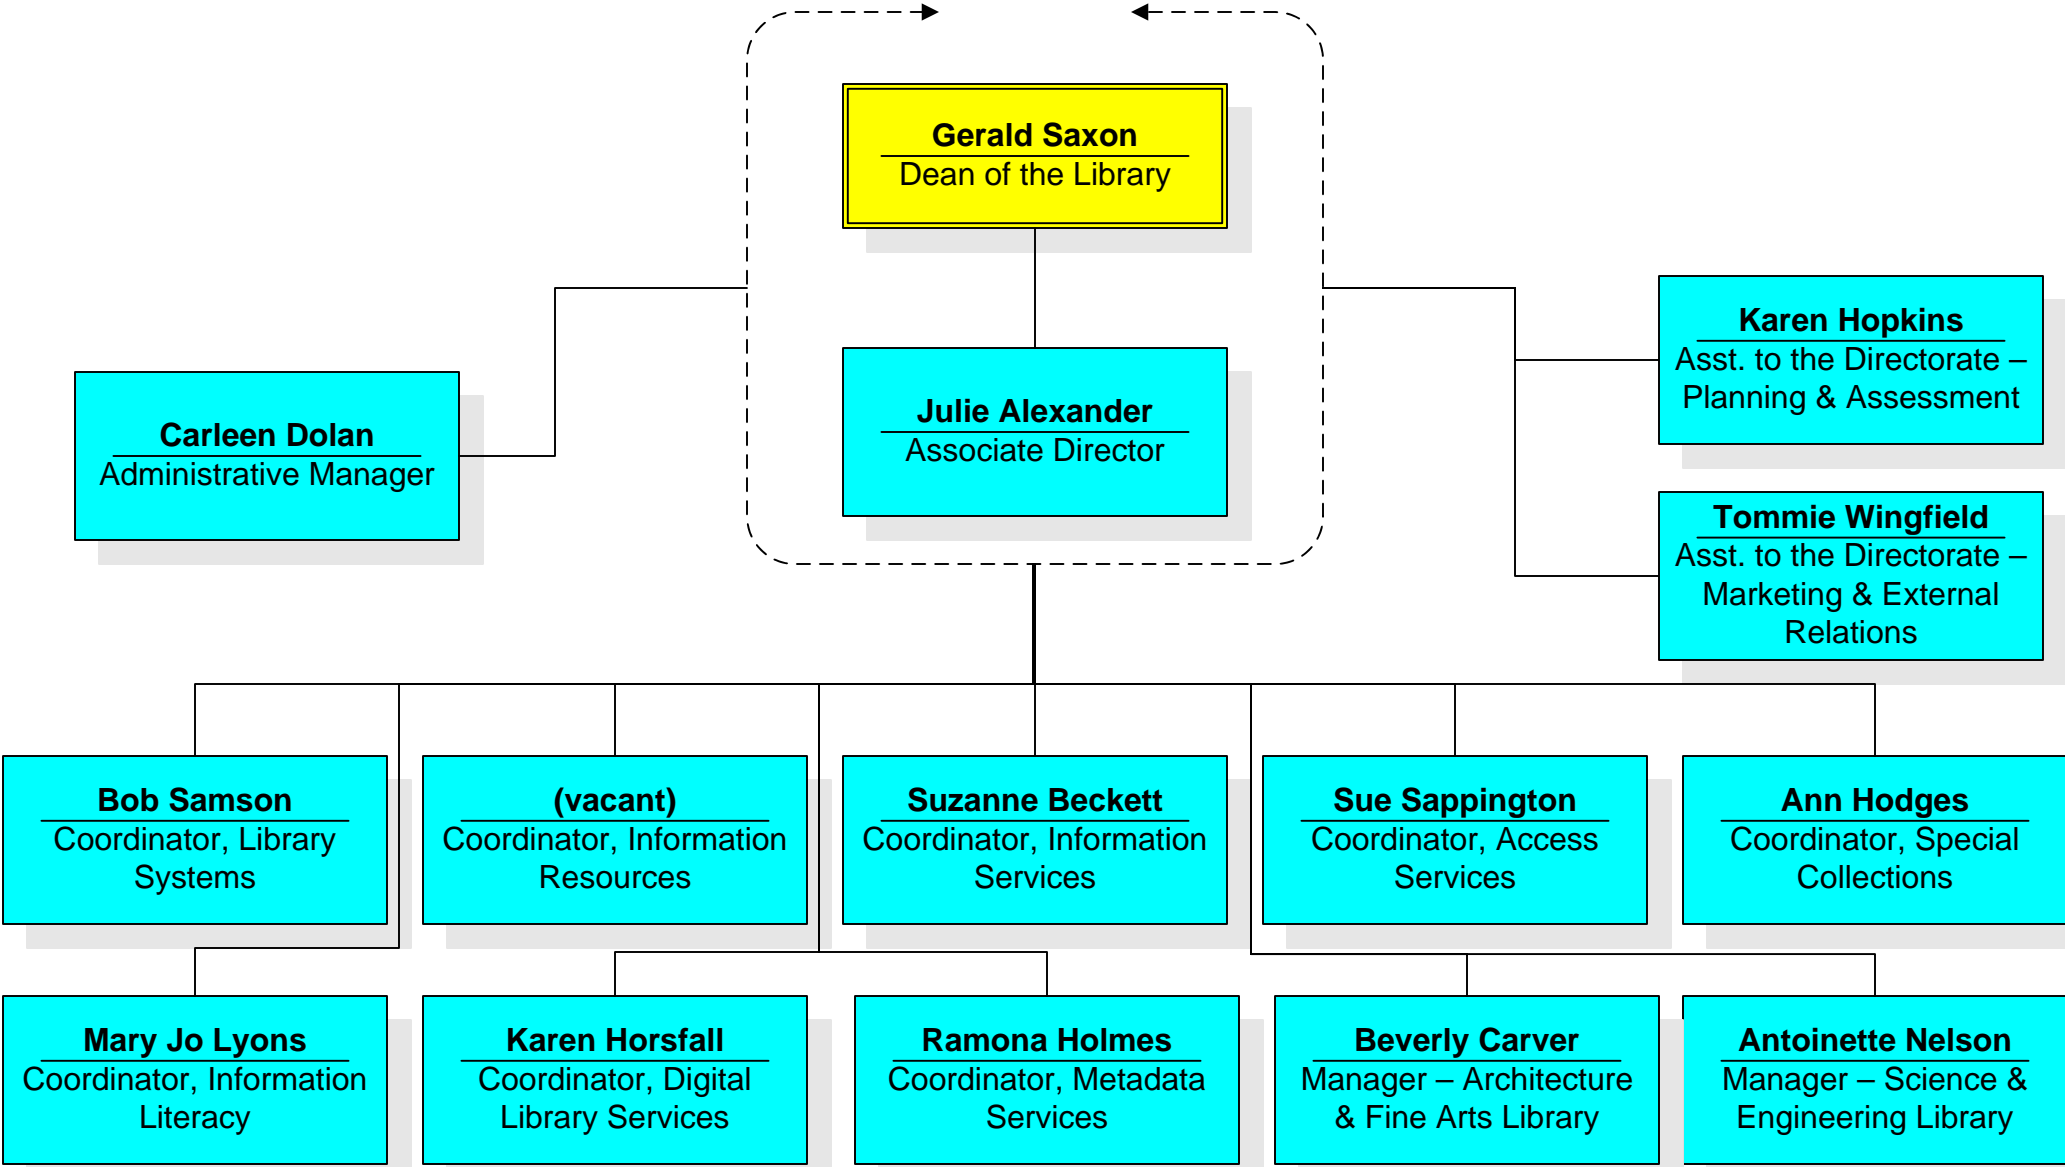 Gerald Saxon
Dean of the Library
Karen Hopkins
Asst. to the Directorate –
Planning & Assessment
Julie Alexander
Associate Director
Carleen Dolan
Administrative Manager
Tommie Wingfield
Asst. to the Directorate –
Marketing & External
Relations
Bob Samson
Coordinator, Library
Systems
(vacant)
Coordinator, Information
Resources
Suzanne Beckett
Coordinator, Information
Services
Sue Sappington
Coordinator, Access
Services
Ann Hodges
Coordinator, Special
Collections
Mary Jo Lyons
Coordinator, Information
Literacy
Karen Horsfall
Coordinator, Digital
Library Services
Ramona Holmes
Coordinator, Metadata
Services
Beverly Carver
Manager – Architecture
& Fine Arts Library
Antoinette Nelson
Manager – Science &
Engineering Library